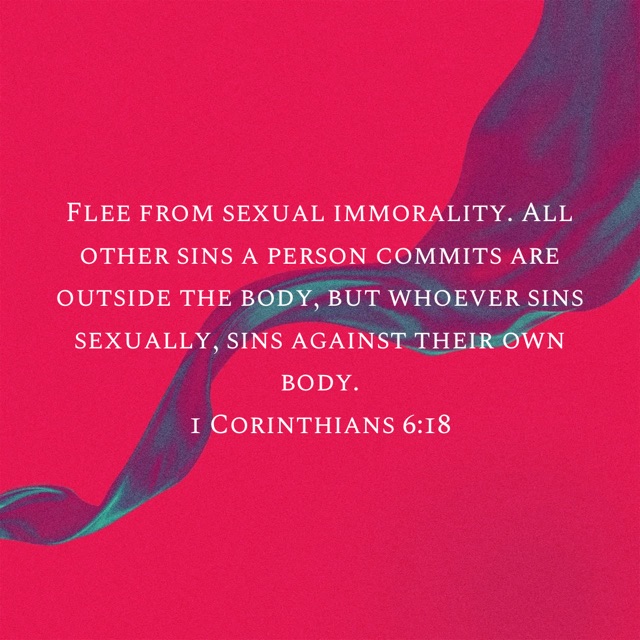 Flee from sexual immorality. All
other sins a person commits are
outside the body, but whoever sins
sexually, sins against their own
body.
1 Corinthians 6:18